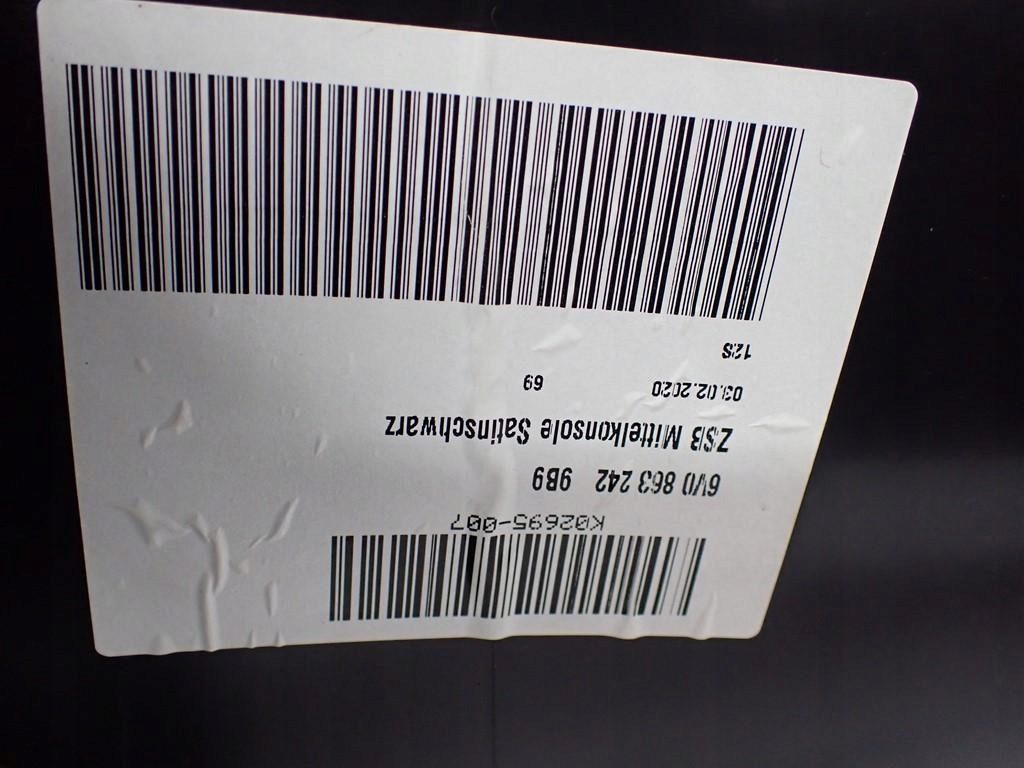 K02695-007
6V0 863 242 9B9
ZSB Mittelkonsole Satinschwarz
03.02.2020 69
12S